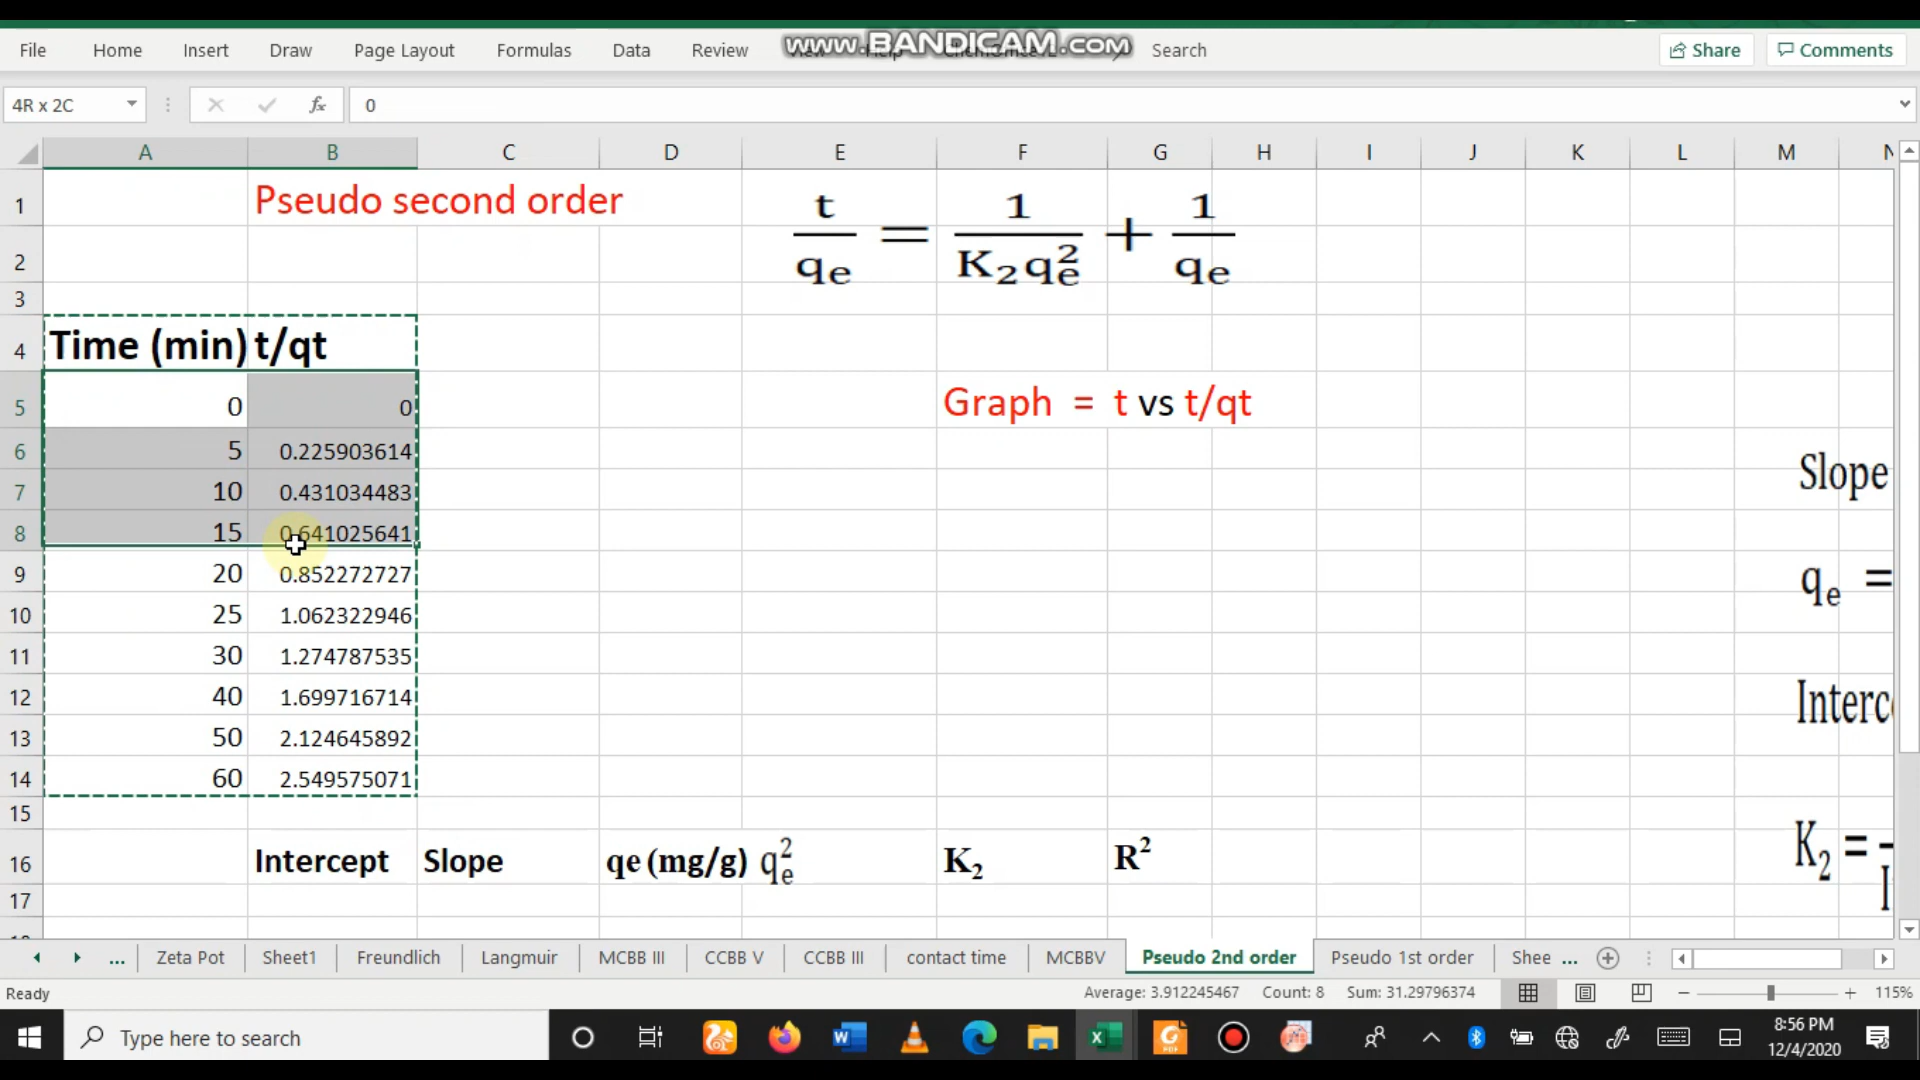 www.BANDICAM.com
File Home Insert Draw Page Layout Formulas Data Review Search Share Comments
4R x 2C fx 0
A B C D E F G H I J K L M N
1 Pseudo second order
2
t/qe = 1/K₂qe² + 1/qe
3
4 Time (min) t/qt
5 0 0 Graph = t vs t/qt
6 5 0.225903614 Slope
7 10 0.431034483
8 15 0.641025641
9 20 0.852272727 qe =
10 25 1.062322946
11 30 1.274787535
12 40 1.699716714 Interc
13 50 2.124645892
14 60 2.549575071
15
K₂ =
16 Intercept Slope qe (mg/g) qe² K₂ R²
17
... Zeta Pot Sheet1 Freundlich Langmuir MCBB III CCBB V CCBB III contact time MCBBV Pseudo 2nd order Pseudo 1st order Shee ...
Ready Average: 3.912245467 Count: 8 Sum: 31.29796374 115%
Type here to search
8:56 PM
12/4/2020